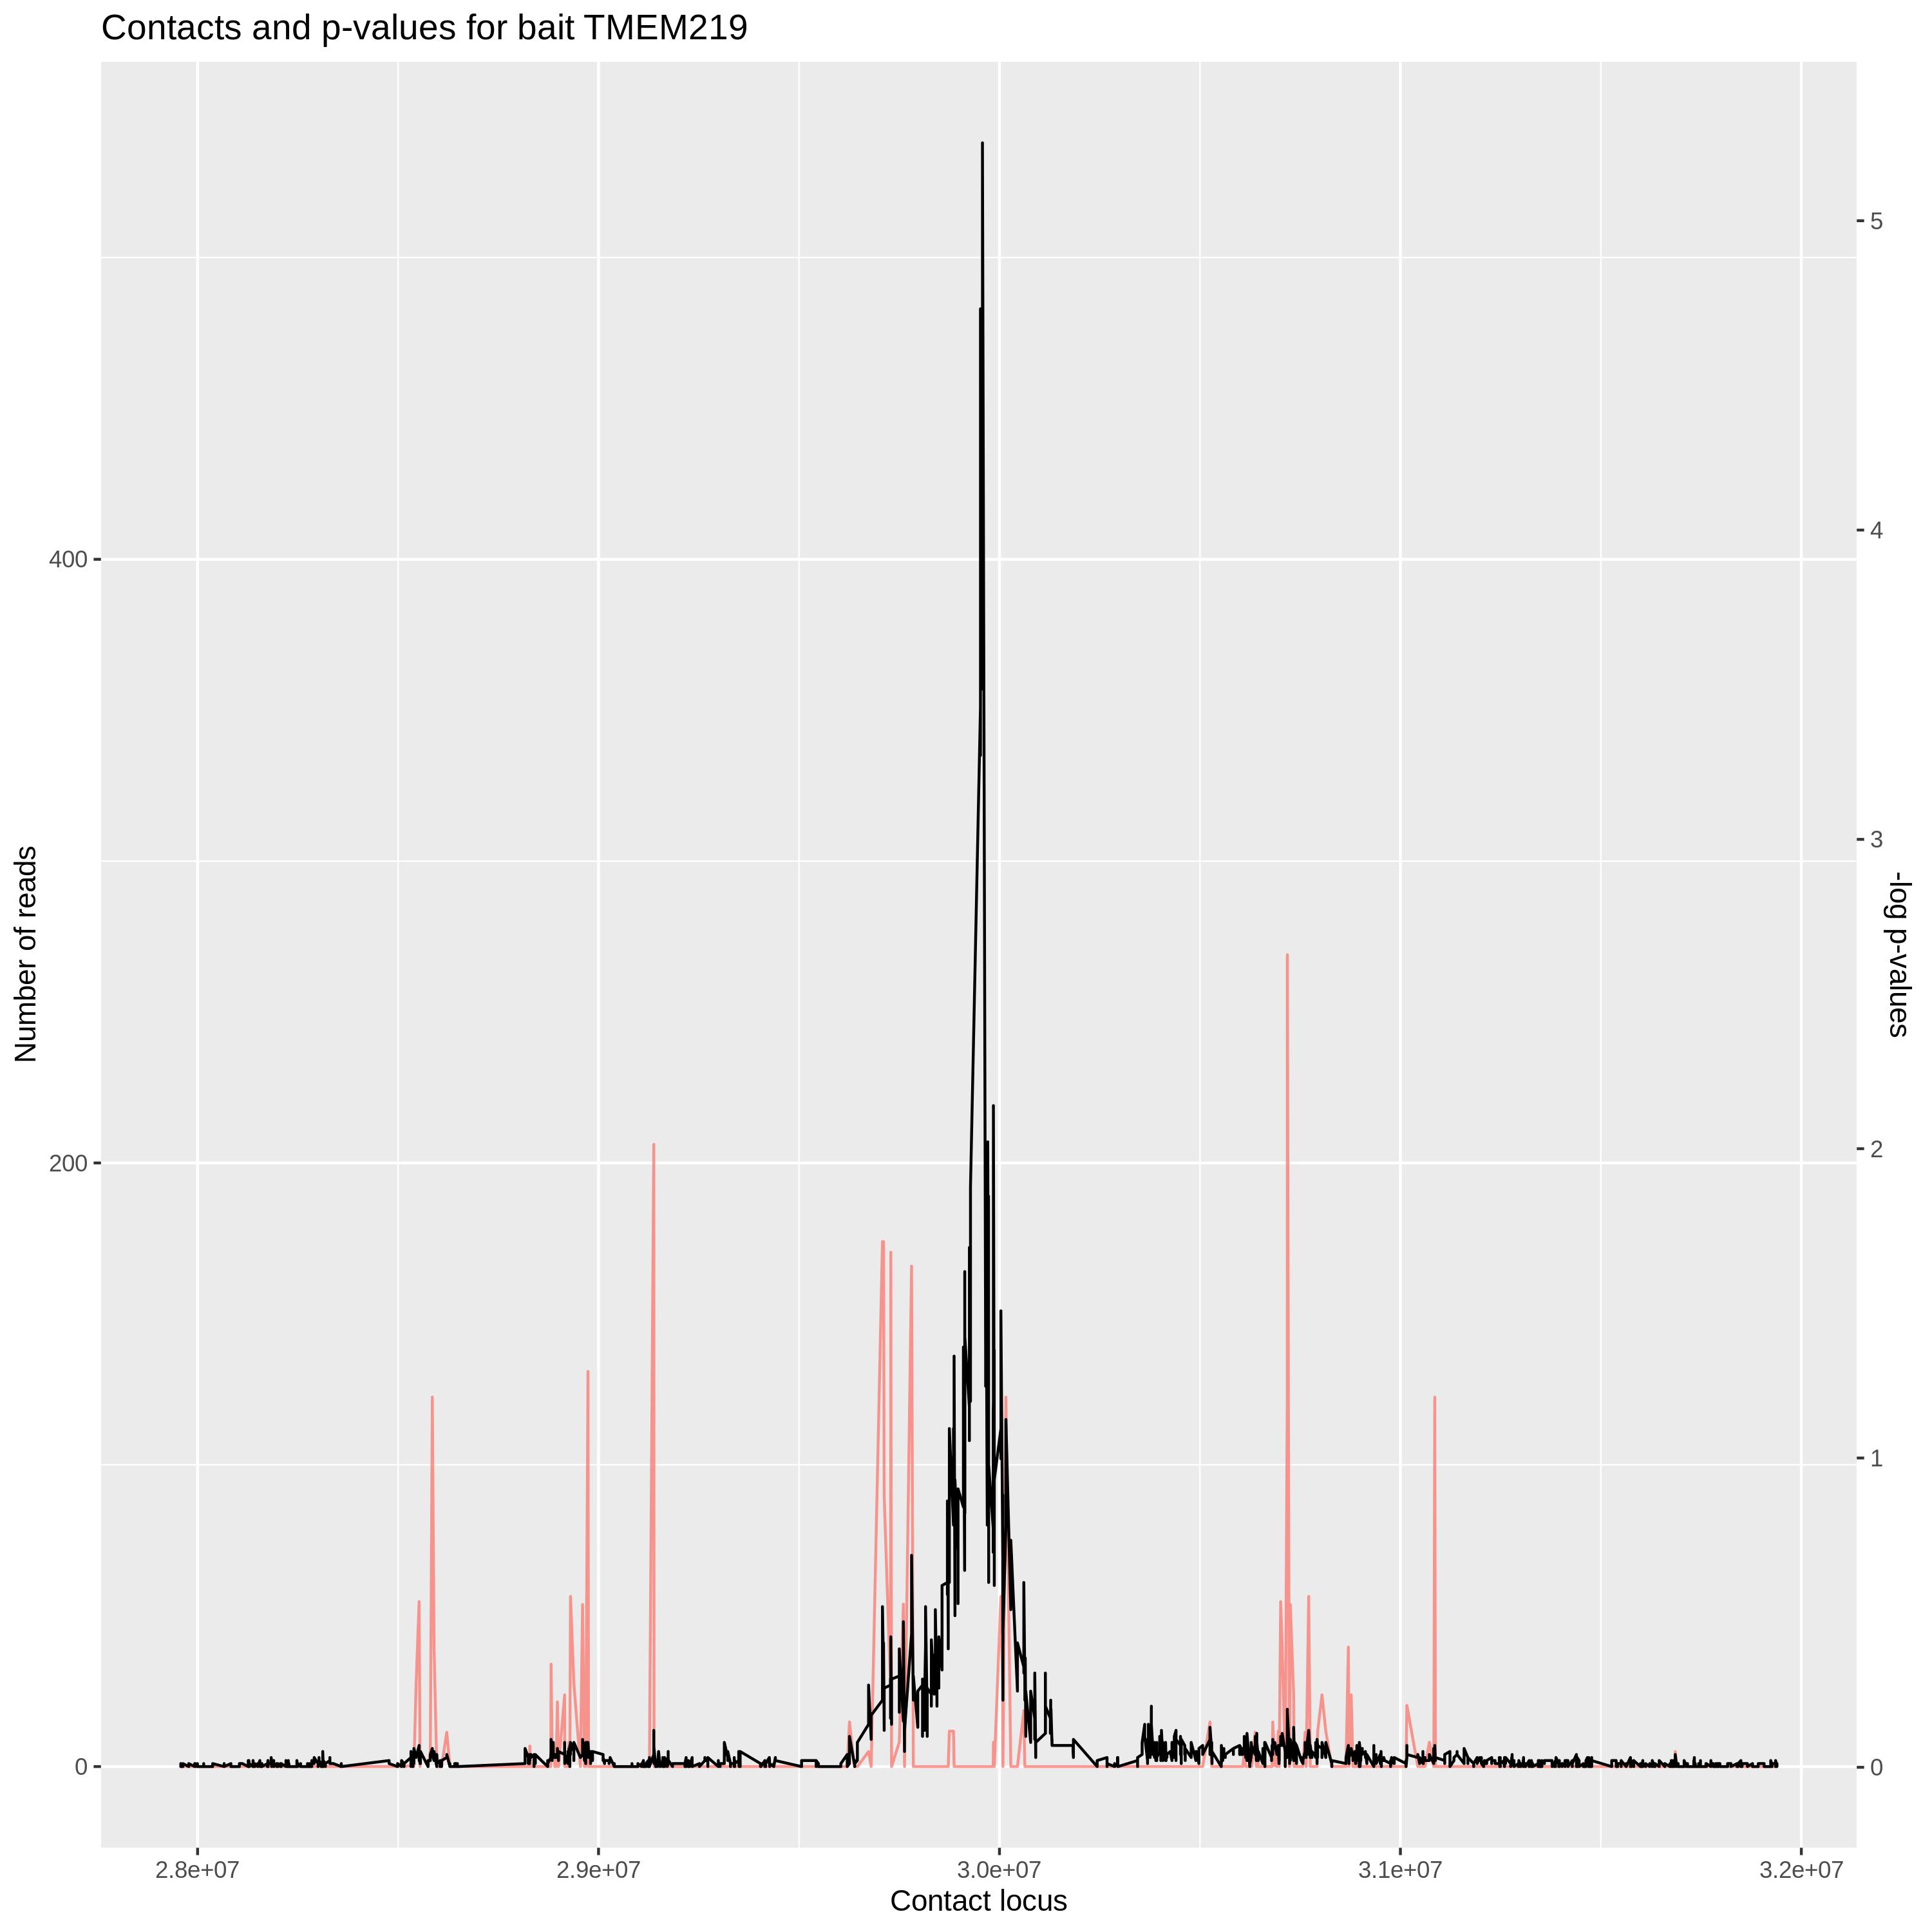 Contacts and p-values for bait TMEM219
Number of reads
400
200
0
5
4
3
2
1
0
-log p-values
2.8e+07
2.9e+07
3.0e+07
3.1e+07
3.2e+07
Contact locus